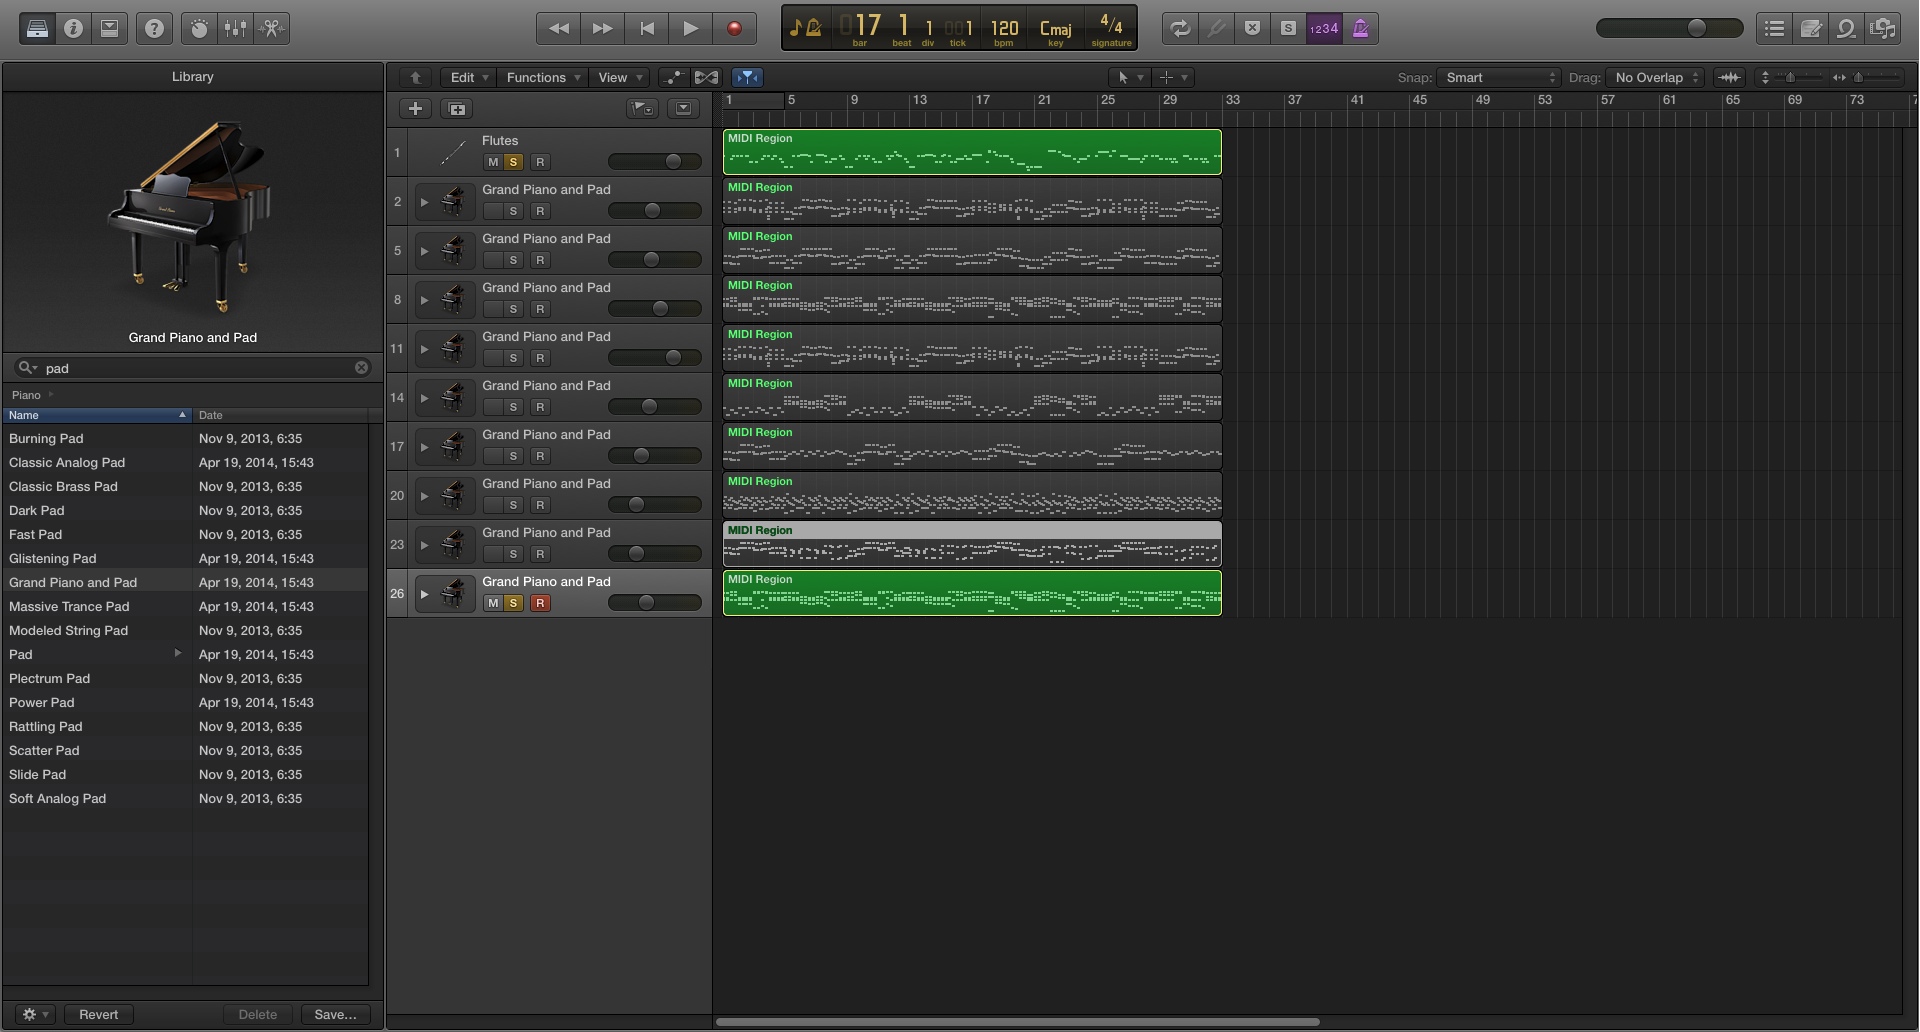 017 1 1 001 120 Cmaj 4/4
bar beat div tick bpm key signature
S 1234
Library
Edit Functions View Snap: Smart Drag: No Overlap
1 5 9 13 17 21 25 29 33 37 41 45 49 53 57 61 65 69 73 7
Grand Piano and Pad
pad
Piano
Name Date
Burning Pad Nov 9, 2013, 6:35
Classic Analog Pad Apr 19, 2014, 15:43
Classic Brass Pad Nov 9, 2013, 6:35
Dark Pad Nov 9, 2013, 6:35
Fast Pad Nov 9, 2013, 6:35
Glistening Pad Apr 19, 2014, 15:43
Grand Piano and Pad Apr 19, 2014, 15:43
Massive Trance Pad Apr 19, 2014, 15:43
Modeled String Pad Nov 9, 2013, 6:35
Pad Apr 19, 2014, 15:43
Plectrum Pad Nov 9, 2013, 6:35
Power Pad Apr 19, 2014, 15:43
Rattling Pad Nov 9, 2013, 6:35
Scatter Pad Nov 9, 2013, 6:35
Slide Pad Nov 9, 2013, 6:35
Soft Analog Pad Nov 9, 2013, 6:35
Revert Delete Save...
Flutes MIDI Region
1 M S R
Grand Piano and Pad MIDI Region
2 S R
Grand Piano and Pad MIDI Region
5 S R
Grand Piano and Pad MIDI Region
8 S R
Grand Piano and Pad MIDI Region
11 S R
Grand Piano and Pad MIDI Region
14 S R
Grand Piano and Pad MIDI Region
17 S R
Grand Piano and Pad MIDI Region
20 S R
Grand Piano and Pad MIDI Region
23 S R
Grand Piano and Pad MIDI Region
26 M S R